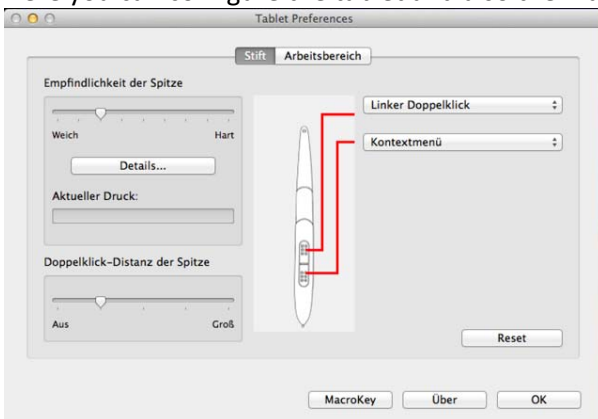 Tablet Preferences
Stift Arbeitsbereich
Empfindlichkeit der Spitze
Weich Hart
Details...
Aktueller Druck:
Doppelklick-Distanz der Spitze
Aus Groß
Linker Doppelklick
Kontextmenü
Reset
MacroKey Über OK